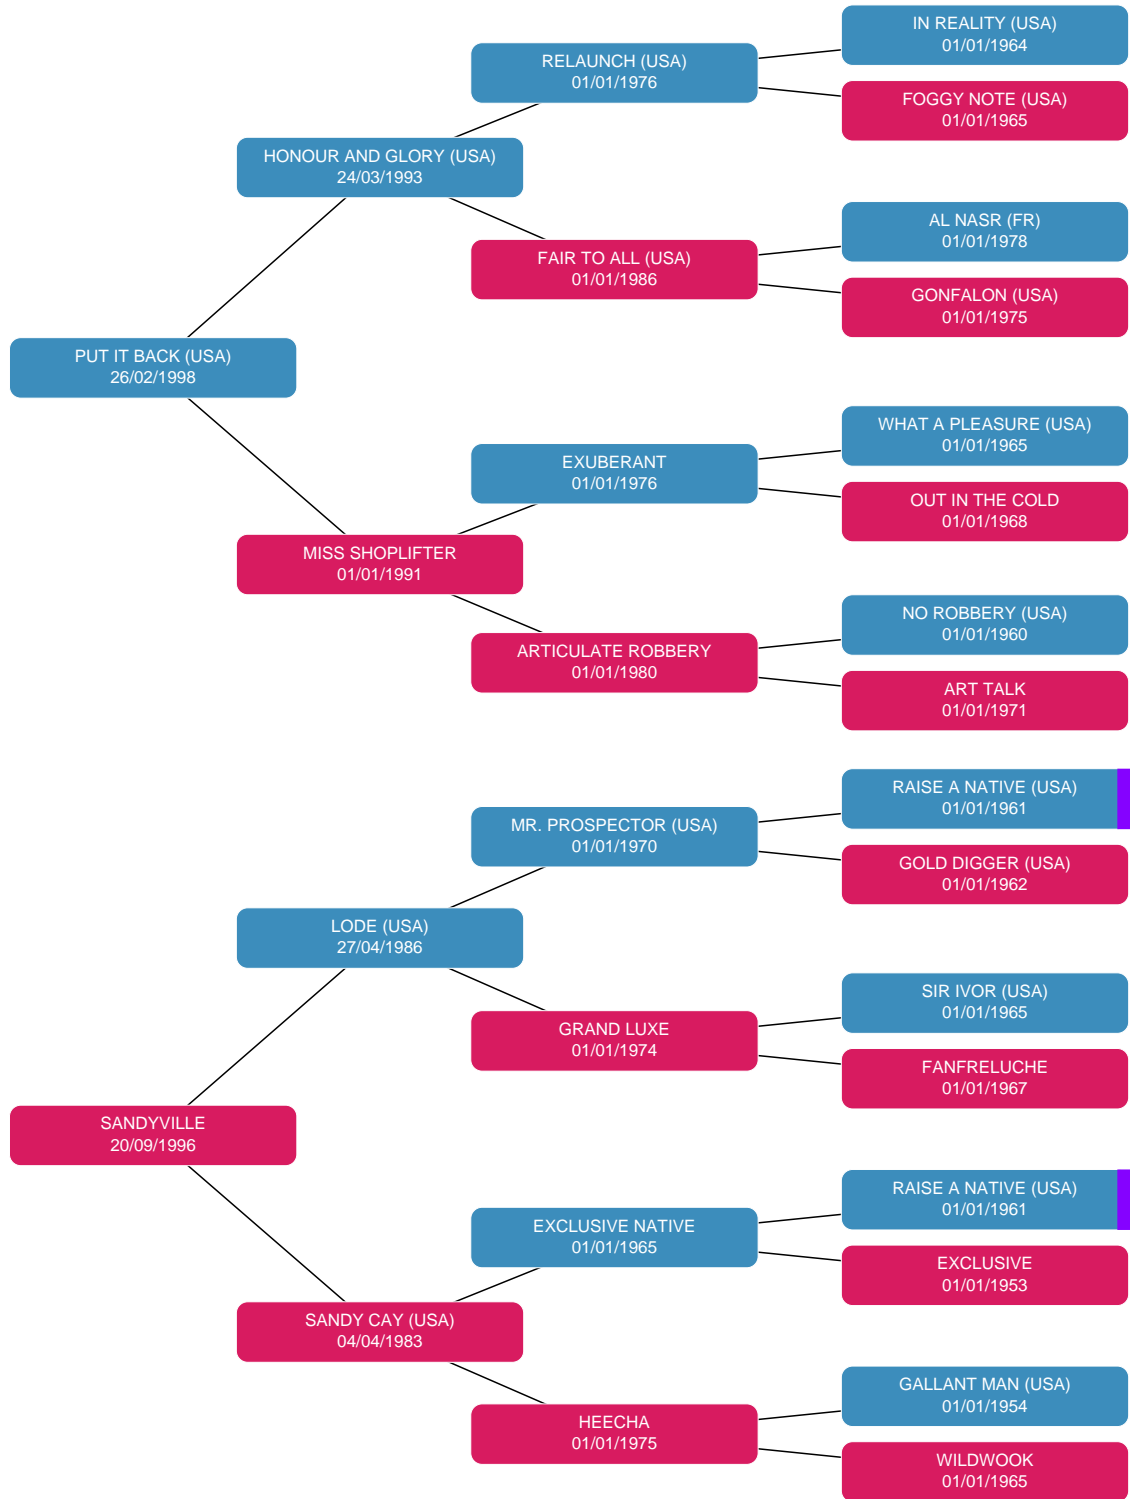 IN REALITY (USA)
01/01/1964
RELAUNCH (USA)
01/01/1976
FOGGY NOTE (USA)
01/01/1965
HONOUR AND GLORY (USA)
24/03/1993
AL NASR (FR)
01/01/1978
FAIR TO ALL (USA)
01/01/1986
GONFALON (USA)
01/01/1975
PUT IT BACK (USA)
26/02/1998
WHAT A PLEASURE (USA)
01/01/1965
EXUBERANT
01/01/1976
OUT IN THE COLD
01/01/1968
MISS SHOPLIFTER
01/01/1991
NO ROBBERY (USA)
01/01/1960
ARTICULATE ROBBERY
01/01/1980
ART TALK
01/01/1971
RAISE A NATIVE (USA)
01/01/1961
MR. PROSPECTOR (USA)
01/01/1970
GOLD DIGGER (USA)
01/01/1962
LODE (USA)
27/04/1986
SIR IVOR (USA)
01/01/1965
GRAND LUXE
01/01/1974
FANFRELUCHE
01/01/1967
SANDYVILLE
20/09/1996
RAISE A NATIVE (USA)
01/01/1961
EXCLUSIVE NATIVE
01/01/1965
EXCLUSIVE
01/01/1953
SANDY CAY (USA)
04/04/1983
GALLANT MAN (USA)
01/01/1954
HEECHA
01/01/1975
WILDWOOK
01/01/1965